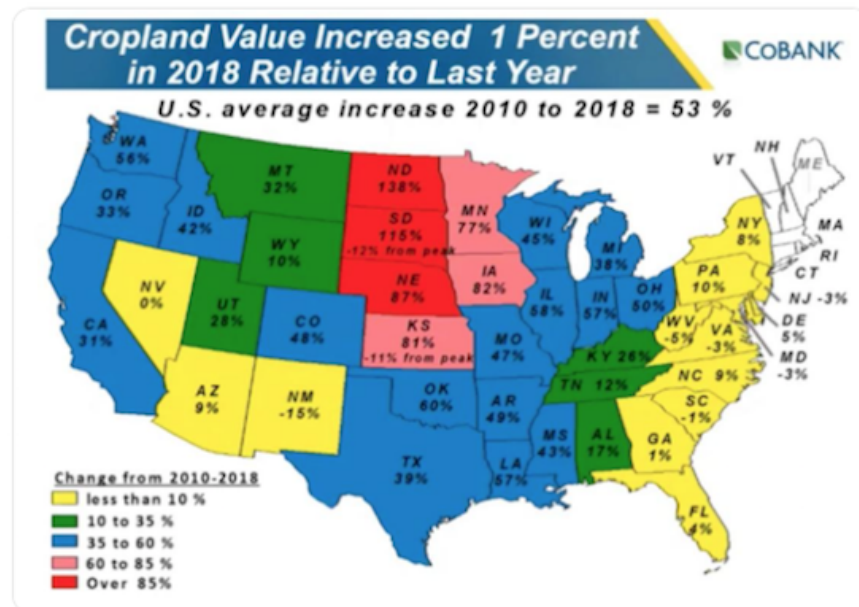 Cropland Value Increased 1 Percent
in 2018 Relative to Last Year
COBANK
U.S. average increase 2010 to 2018 = 53 %
WA
56%
OR
33%
ID
42%
MT
32%
ND
138%
SD
115%
-12% from peak
MN
77%
WI
45%
MI
38%
VT
NH
ME
NY
8%
MA
RI
CT
NJ -3%
DE
5%
MD
-3%
PA
10%
WY
10%
NE
87%
IA
82%
NV
0%
UT
28%
CO
48%
KS
81%
-11% from peak
IL
58%
IN
57%
OH
50%
WV
-5%
VA
-3%
CA
31%
MO
47%
KY 26%
TN 12%
NC 9%
SC
-1%
AZ
9%
NM
-15%
OK
60%
AR
49%
MS
43%
AL
17%
GA
1%
TX
39%
LA
57%
FL
4%
Change from 2010-2018
less than 10 %
10 to 35 %
35 to 60 %
60 to 85 %
Over 85%